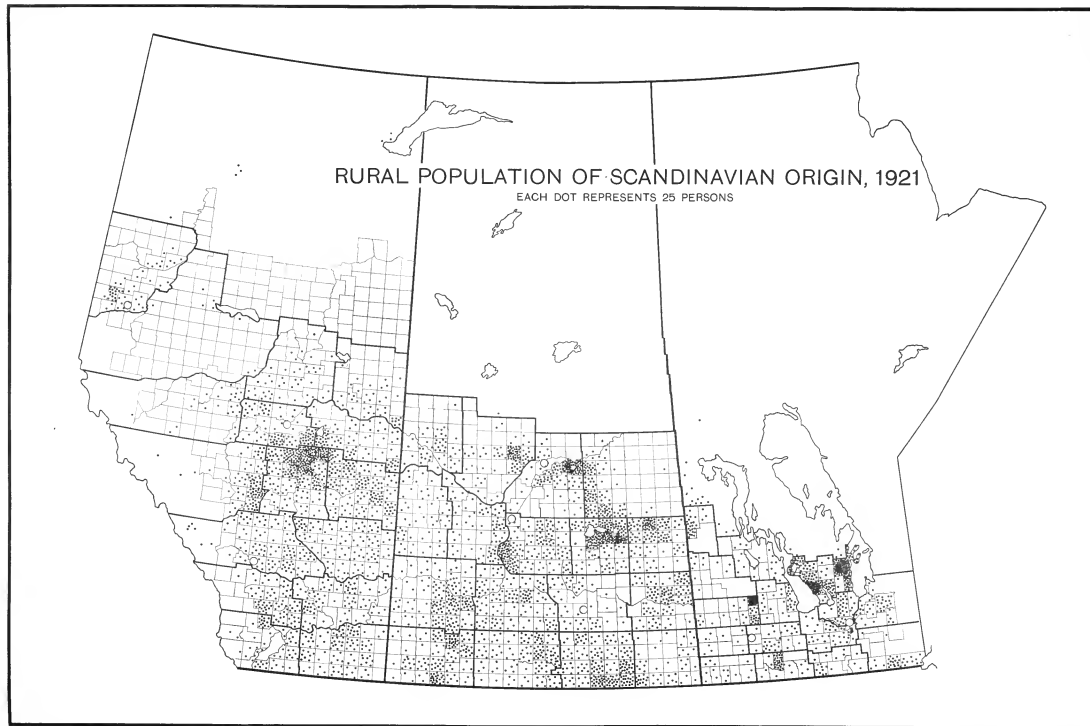 RURAL POPULATION OF SCANDINAVIAN ORIGIN, 1921
EACH DOT REPRESENTS 25 PERSONS